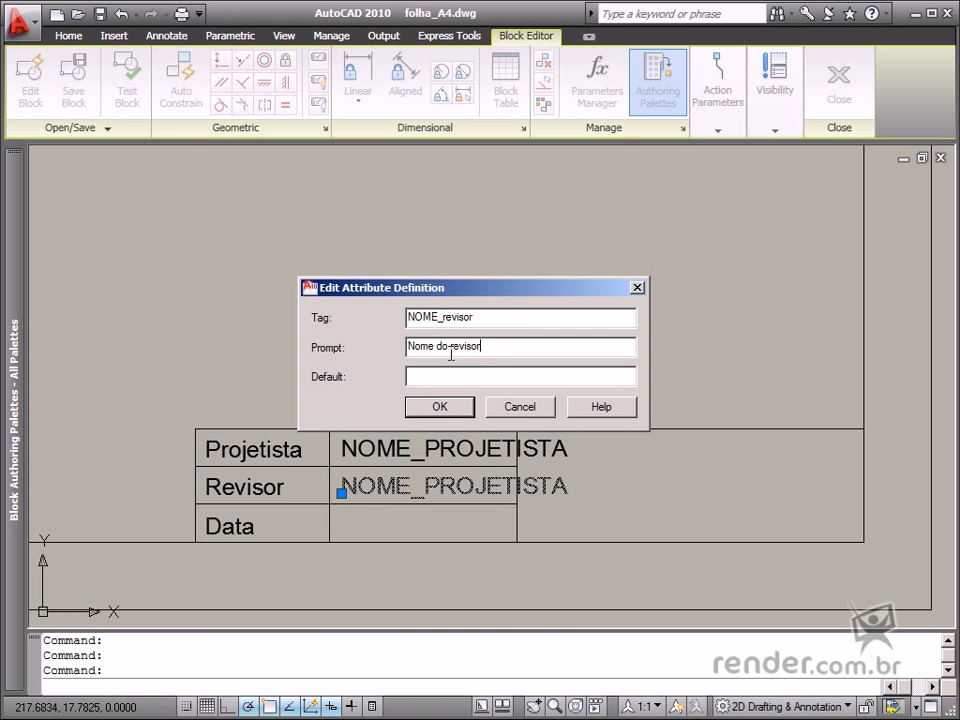 AutoCAD 2010 folha_A4.dwg
Type a keyword or phrase
Home Insert Annotate Parametric View Manage Output Express Tools Block Editor
Edit Block
Save Block
Test Block
Auto Constrain
Linear
Aligned
Block Table
Parameters Manager
Authoring Palettes
Action Parameters
Visibility
Close
Open/Save Geometric Dimensional Manage Close
Edit Attribute Definition
Tag: NOME_revisor
Prompt: Nome do revisor
Default:
OK Cancel Help
Projetista NOME_PROJETISTA
Revisor NOME_PROJETISTA
Data
Y
X
Block Authoring Palettes - All Palettes
Command:
Command:
Command:
render.com.br
217.6834, 17.7825, 0.0000
1:1
2D Drafting & Annotation